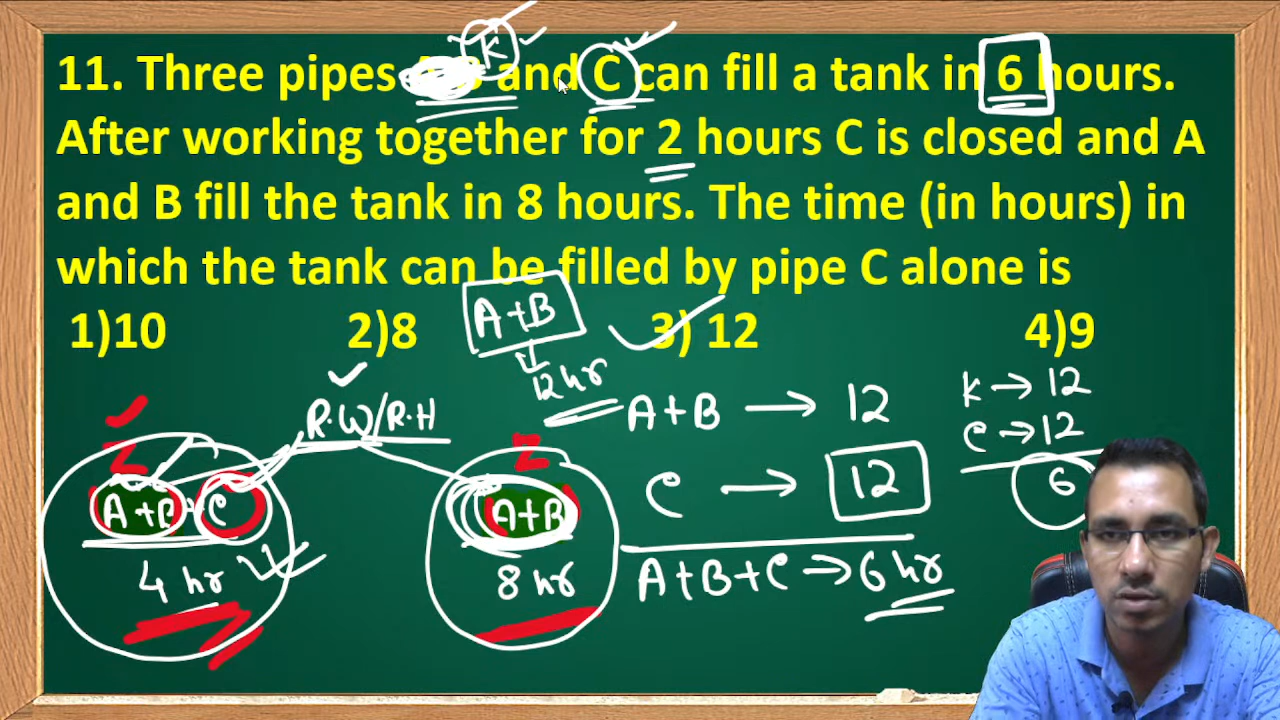 11. Three pipes A B and C can fill a tank in 6 hours.
K
After working together for 2 hours C is closed and A
and B fill the tank in 8 hours. The time (in hours) in
which the tank can be filled by pipe C alone is
1)10 2)8 3) 12 4)9
A+B
12 hr
R.W/R.H
A+B → 12
K → 12
C → 12
6
A+B+C
4 hr
A+B
8 hr
C → 12
A+B+C → 6 hr